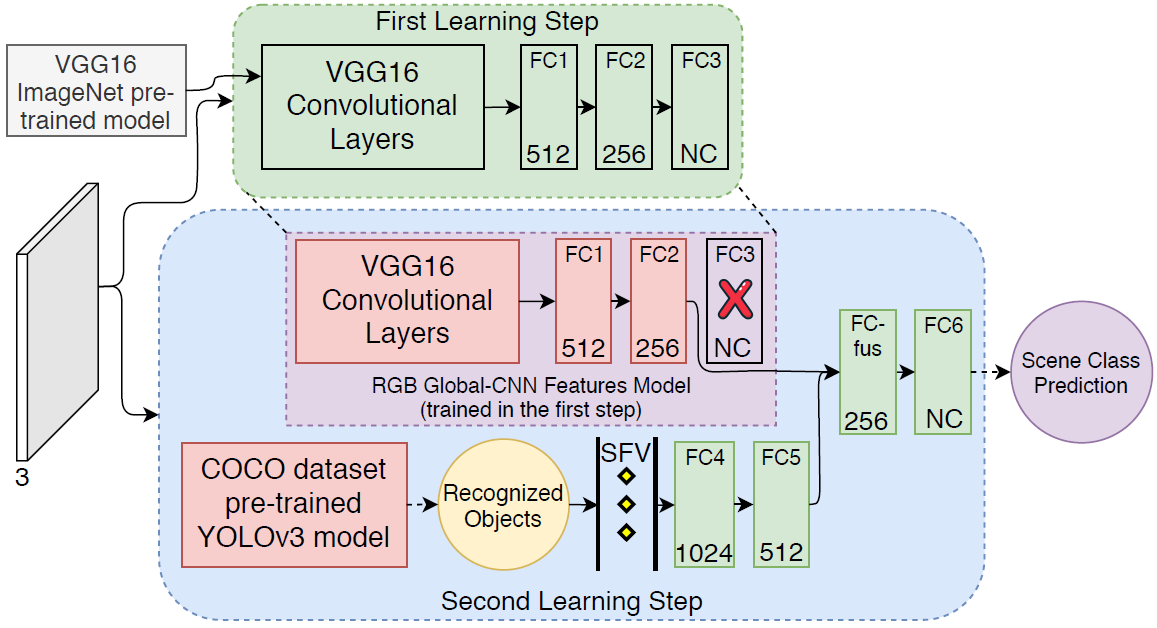 First Learning Step
VGG16
ImageNet pre-
trained model
VGG16
Convolutional
Layers
FC1
512
FC2
256
FC3
NC
3
VGG16
Convolutional
Layers
FC1
512
FC2
256
FC3
NC
RGB Global-CNN Features Model
(trained in the first step)
COCO dataset
pre-trained
YOLOv3 model
Recognized
Objects
SFV
FC4
1024
FC5
512
FC-
fus
256
FC6
NC
Scene Class
Prediction
Second Learning Step